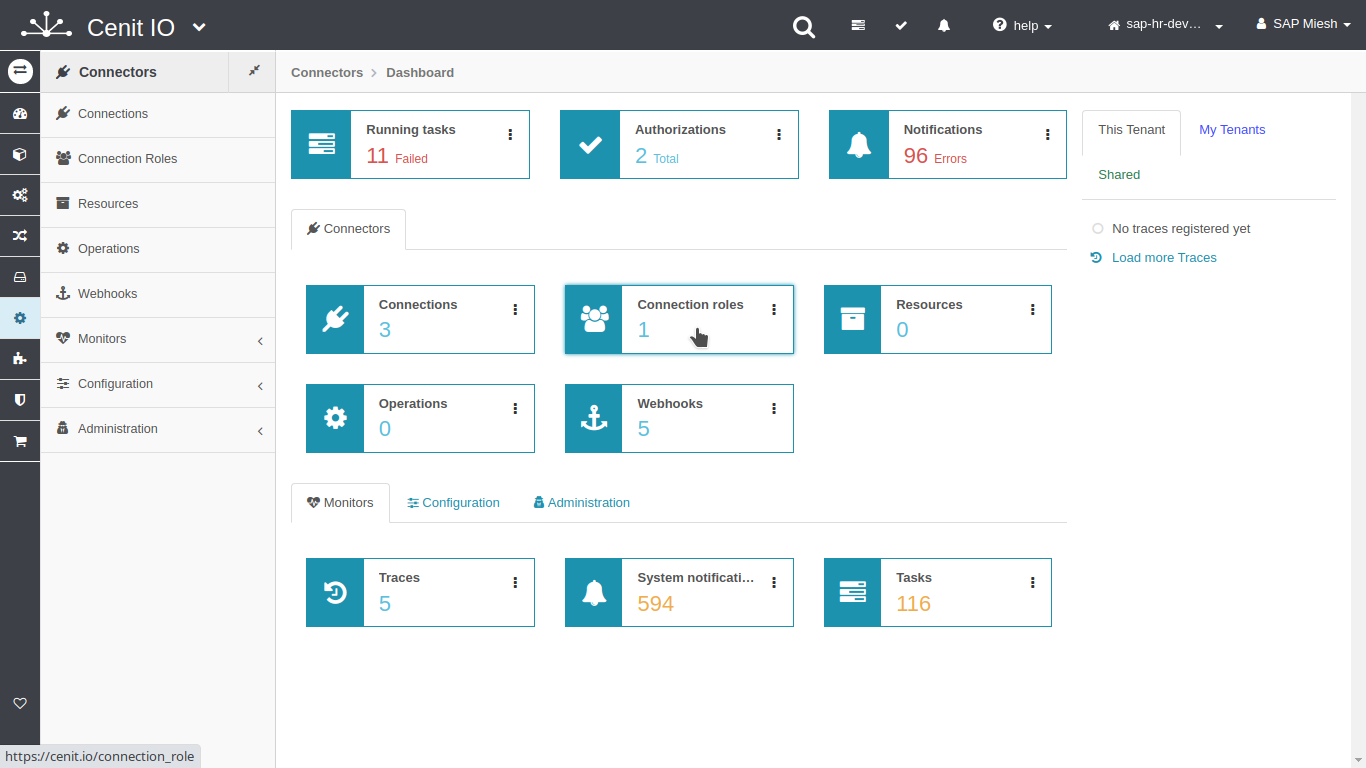 Cenit IO
help
sap-hr-dev…
SAP Miesh
Connectors
Connections
Connection Roles
Resources
Operations
Webhooks
Monitors
Configuration
Administration
Connectors > Dashboard
Running tasks
11 Failed
Authorizations
2 Total
Notifications
96 Errors
This Tenant
My Tenants
Shared
No traces registered yet
Load more Traces
Connectors
Connections
3
Connection roles
1
Resources
0
Operations
0
Webhooks
5
Monitors
Configuration
Administration
Traces
5
System notificati…
594
Tasks
116
https://cenit.io/connection_role